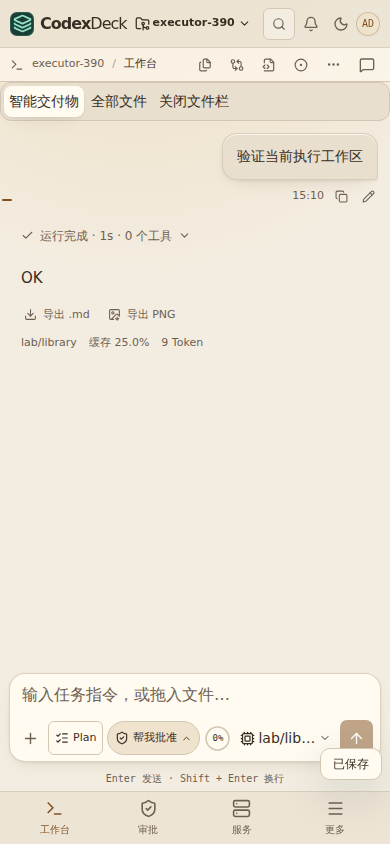 CodexDeck executor-390 AD
executor-390 / 工作台
智能交付物 全部文件 关闭文件栏
验证当前执行工作区
15:10
运行完成 · 1s · 0 个工具
OK
导出 .md 导出 PNG
lab/library 缓存 25.0% 9 Token
输入任务指令，或拖入文件...
Plan 帮我批准 0% lab/lib...
已保存
Enter 发送 · Shift + Enter 换行
工作台 审批 服务 更多